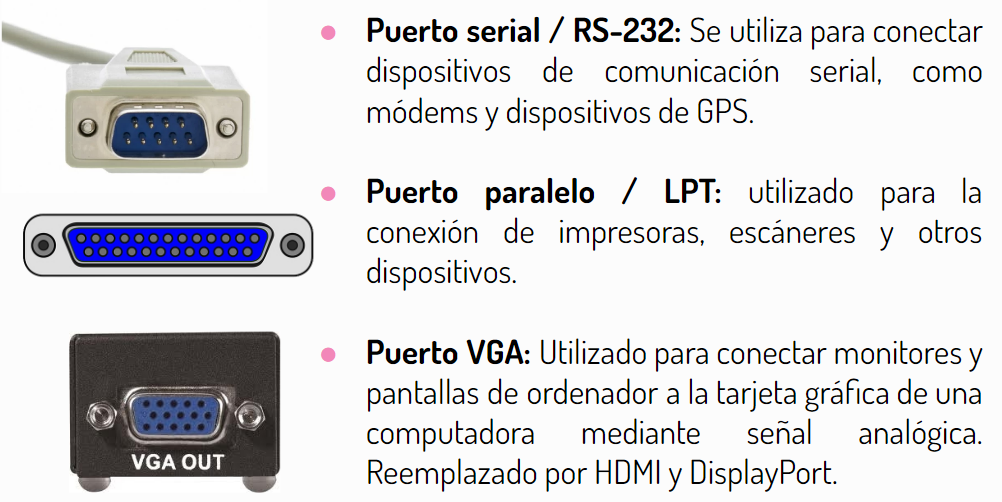 Puerto serial / RS-232: Se utiliza para conectar
dispositivos de comunicación serial, como
módems y dispositivos de GPS.
Puerto paralelo / LPT: utilizado para la
conexión de impresoras, escáneres y otros
dispositivos.
Puerto VGA: Utilizado para conectar monitores y
pantallas de ordenador a la tarjeta gráfica de una
computadora mediante señal analógica.
Reemplazado por HDMI y DisplayPort.
VGA OUT